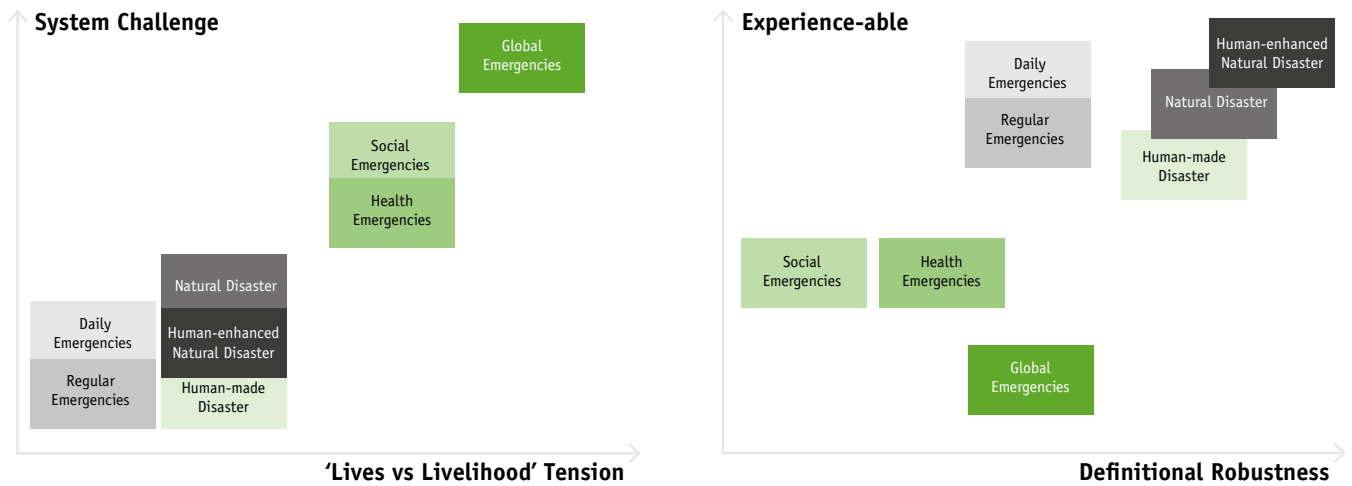 System Challenge
Global
Emergencies
Social
Emergencies
Health
Emergencies
Natural Disaster
Daily
Emergencies
Human-enhanced
Natural Disaster
Regular
Emergencies
Human-made
Disaster
‘Lives vs Livelihood’ Tension
Experience-able
Human-enhanced
Natural Disaster
Daily
Emergencies
Natural Disaster
Regular
Emergencies
Human-made
Disaster
Social
Emergencies
Health
Emergencies
Global
Emergencies
Definitional Robustness